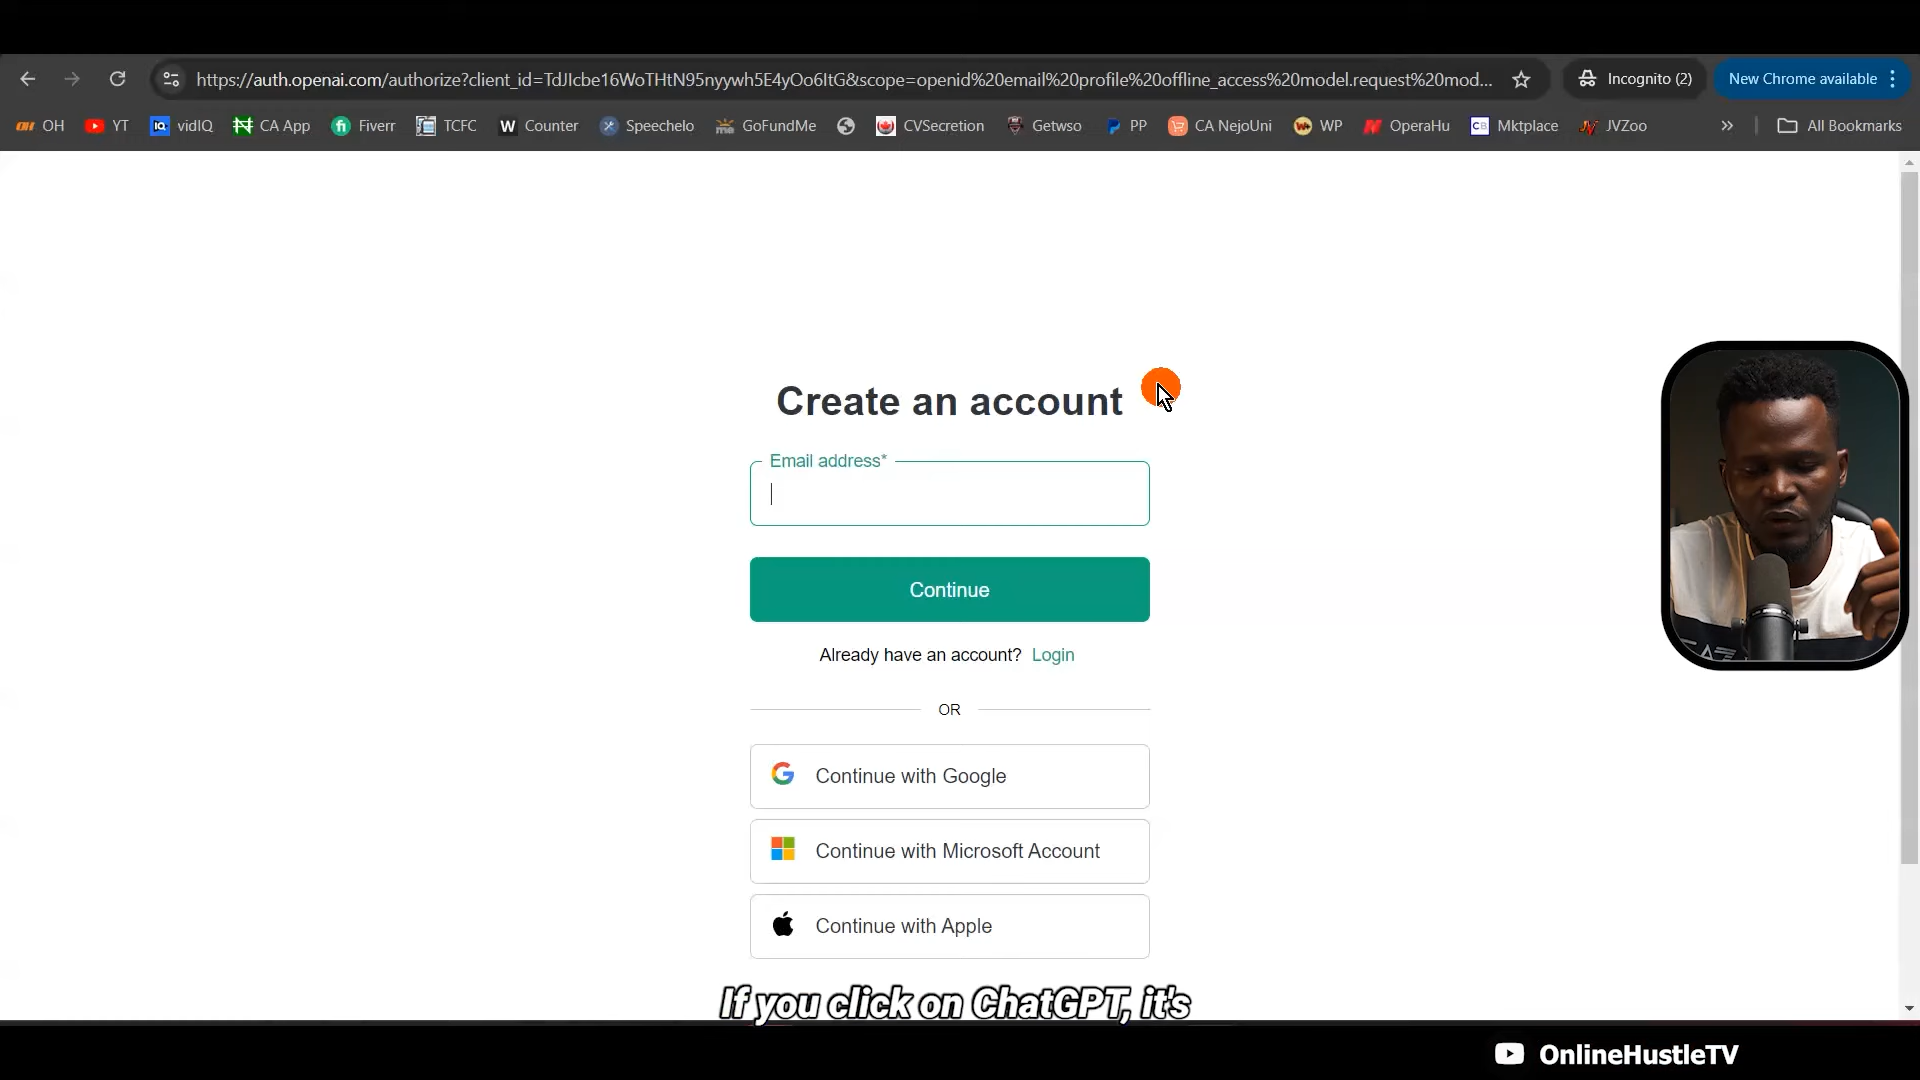 https://auth.openai.com/authorize?client_id=TdJIcbe16WoTHtN95nyywh5E4yOo6ltG&scope=openid%20email%20profile%20offline_access%20model.request%20mod...
Incognito (2)
New Chrome available
OH YT vidIQ CA App Fiverr TCFC Counter Speechelo GoFundMe CVSecretion Getwso PP CA NejoUni WP OperaHu Mktplace JVZoo » All Bookmarks
Create an account
Email address*
Continue
Already have an account? Login
OR
Continue with Google
Continue with Microsoft Account
Continue with Apple
If you click on ChatGPT, it's
OnlineHustleTV